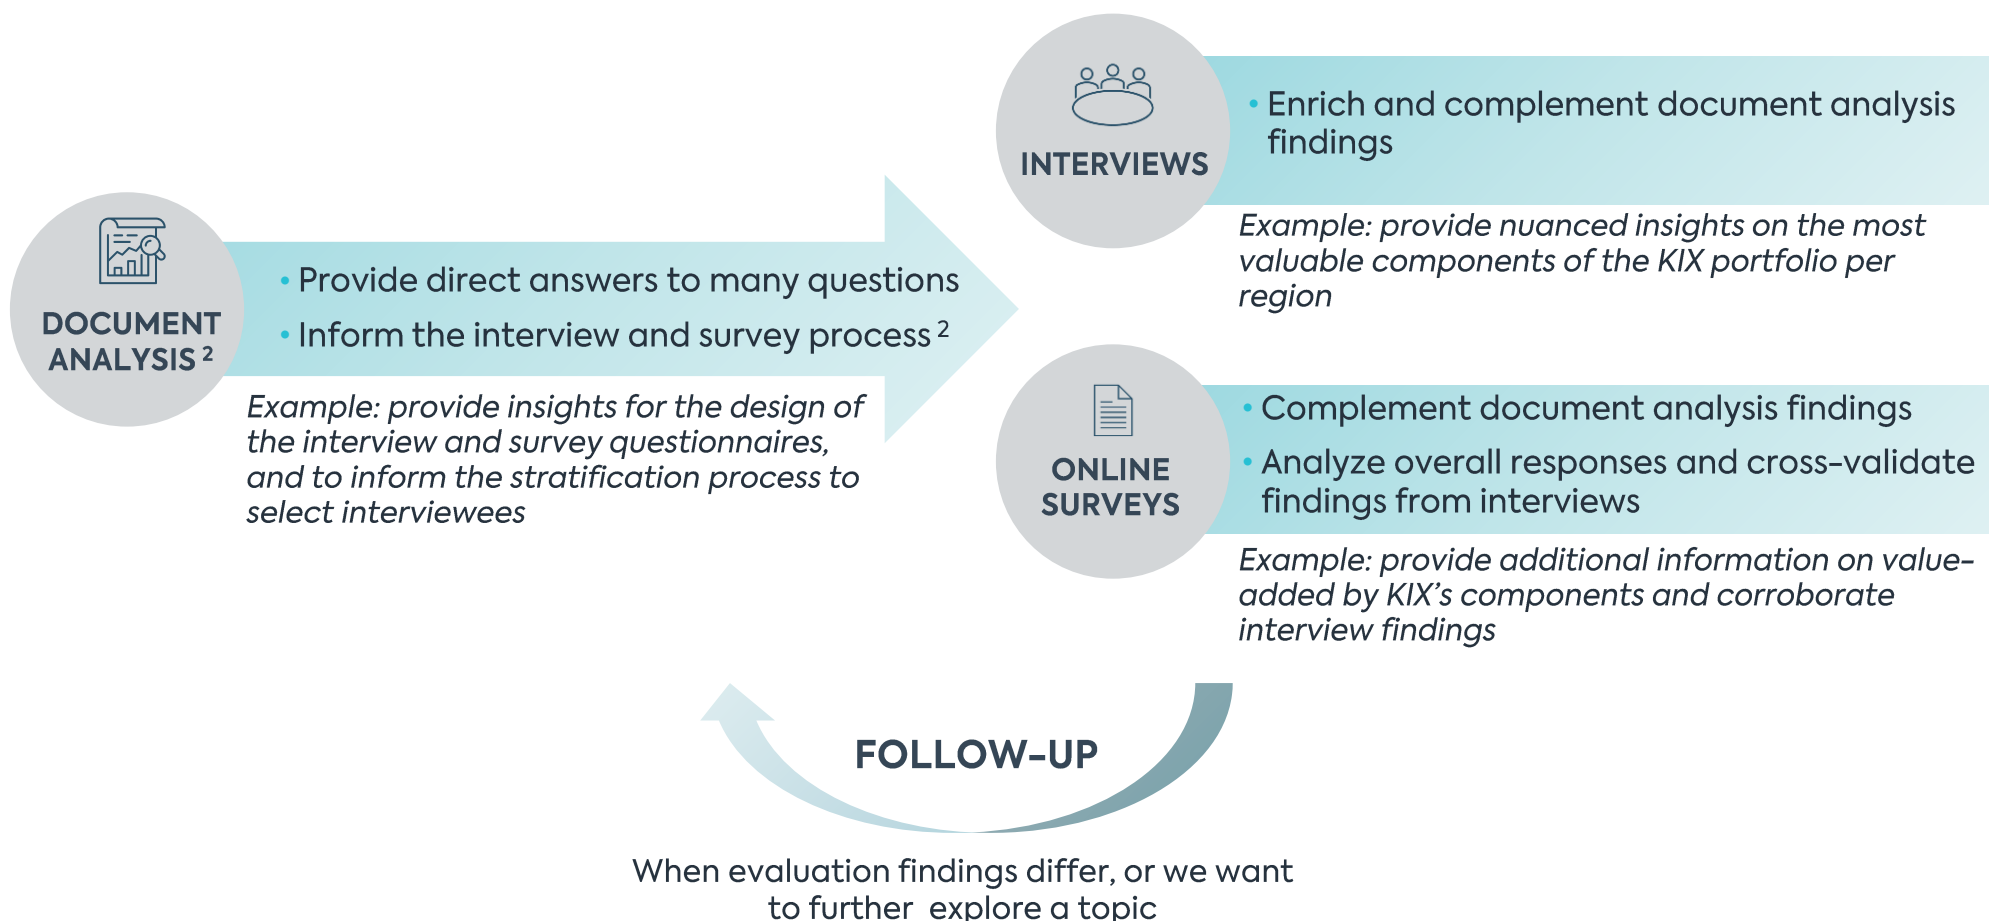 DOCUMENT
ANALYSIS 2
• Provide direct answers to many questions
• Inform the interview and survey process 2
Example: provide insights for the design of
the interview and survey questionnaires,
and to inform the stratification process to
select interviewees
INTERVIEWS
• Enrich and complement document analysis
findings
Example: provide nuanced insights on the most
valuable components of the KIX portfolio per
region
ONLINE
SURVEYS
• Complement document analysis findings
• Analyze overall responses and cross-validate
findings from interviews
Example: provide additional information on value-
added by KIX’s components and corroborate
interview findings
FOLLOW-UP
When evaluation findings differ, or we want
to further explore a topic